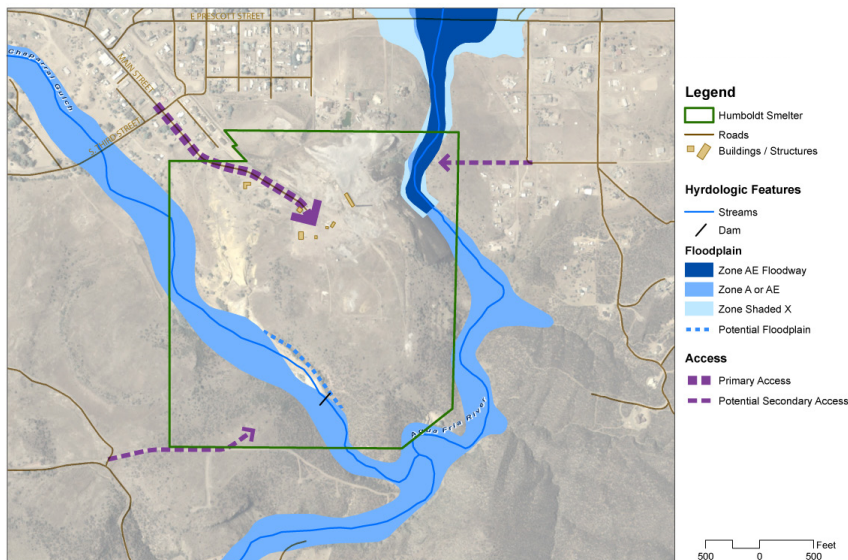 E PRESCOTT STREET
MAIN STREET
Chaparral Gulch
S THIRD STREET
Agua Fria River
Legend
Humboldt Smelter
Roads
Buildings / Structures
Hyrdologic Features
Streams
Dam
Floodplain
Zone AE Floodway
Zone A or AE
Zone Shaded X
Potential Floodplain
Access
Primary Access
Potential Secondary Access
500 0 500
Feet